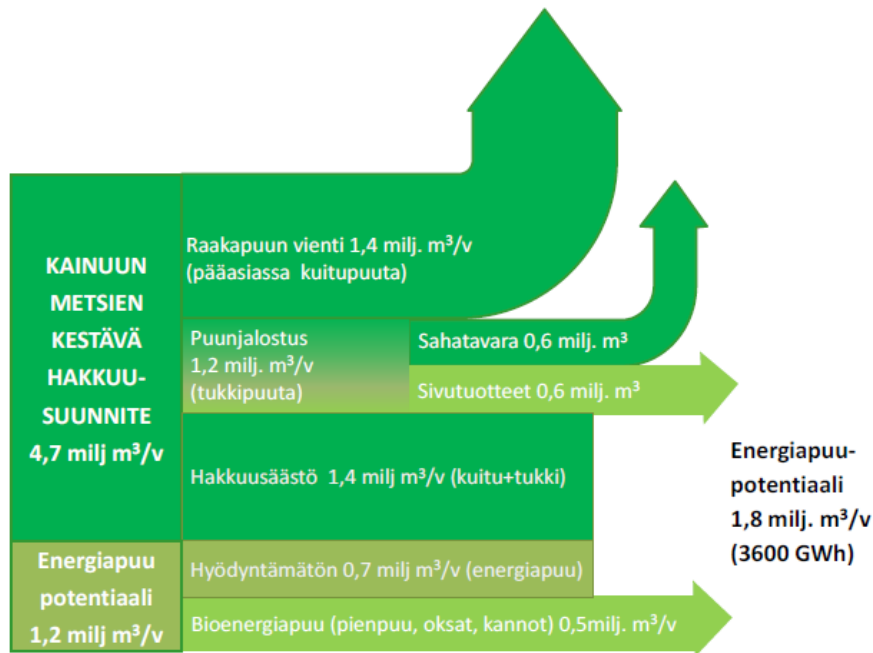 KAINUUN
METSIEN
KESTÄVÄ
HAKKUU-
SUUNNITE
4,7 milj m³/v
Energiapuu
potentiaali
1,2 milj m³/v
Raakapuun vienti 1,4 milj. m³/v
(pääasiassa kuitupuuta)
Puunjalostus
1,2 milj. m³/v
(tukkipuuta)
Sahatavara 0,6 milj. m³
Sivutuotteet 0,6 milj. m³
Hakkuusäästö 1,4 milj m³/v (kuitu+tukki)
Hyödyntämätön 0,7 milj m³/v (energiapuu)
Bioenergiapuu (pienpuu, oksat, kannot) 0,5milj. m³/v
Energiapuu-
potentiaali
1,8 milj. m³/v
(3600 GWh)